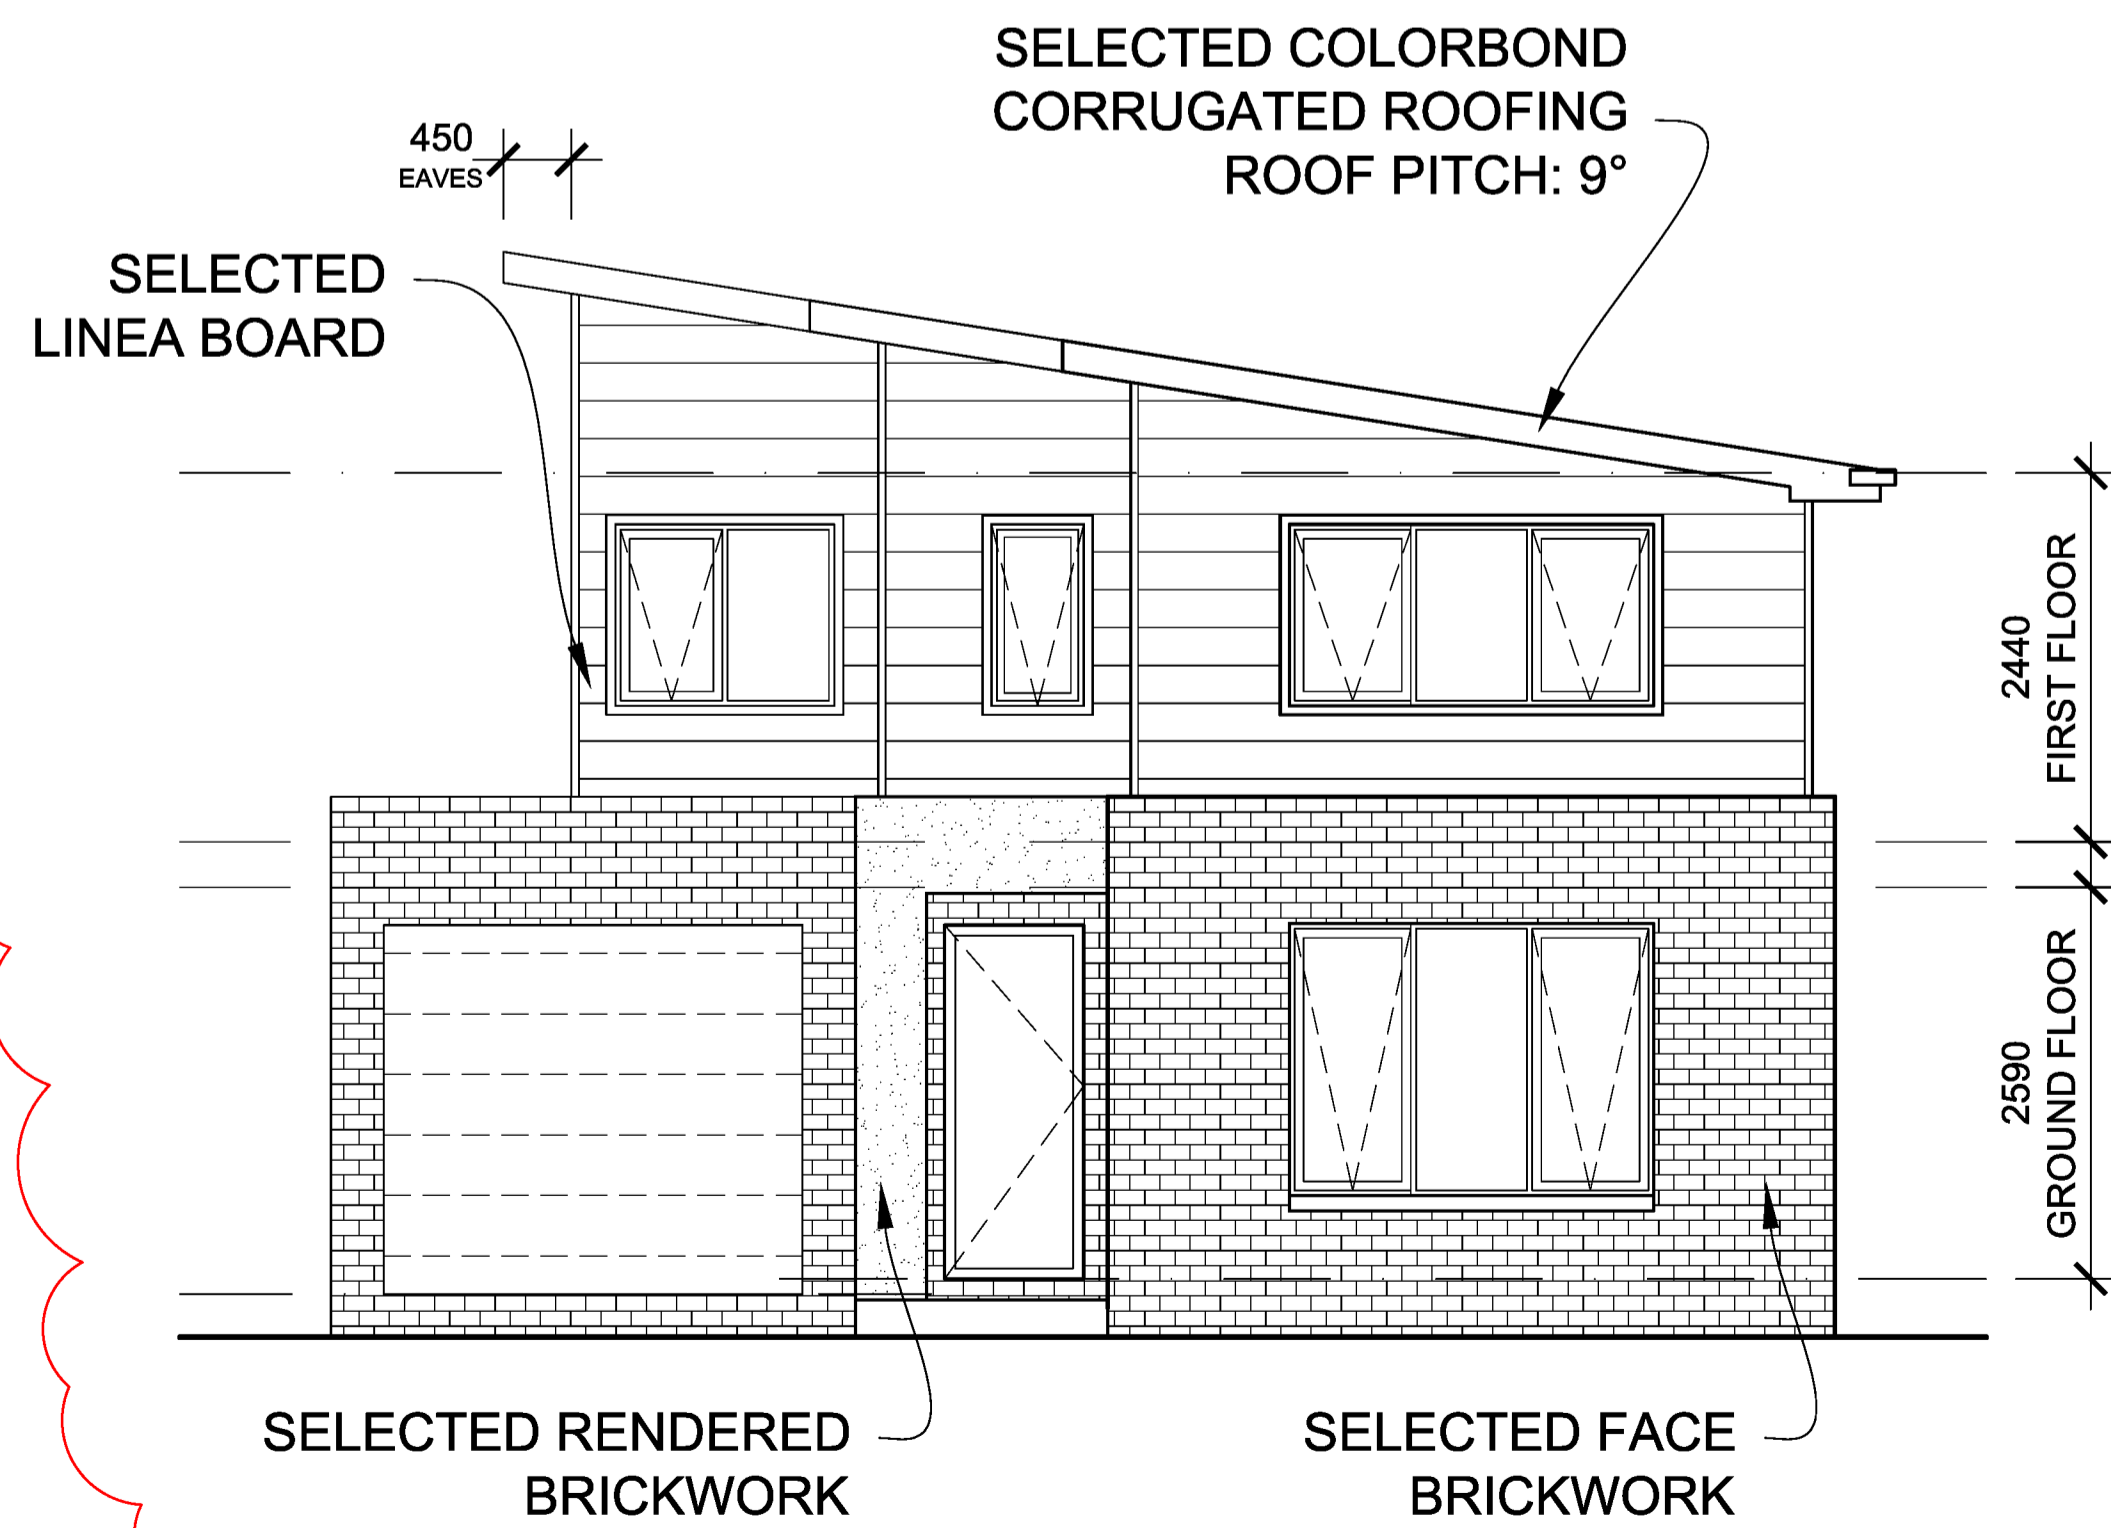 SELECTED COLORBOND
CORRUGATED ROOFING
ROOF PITCH: 9°
450
EAVES
SELECTED
LINEA BOARD
2440
FIRST FLOOR
2590
GROUND FLOOR
SELECTED RENDERED
BRICKWORK
SELECTED FACE
BRICKWORK